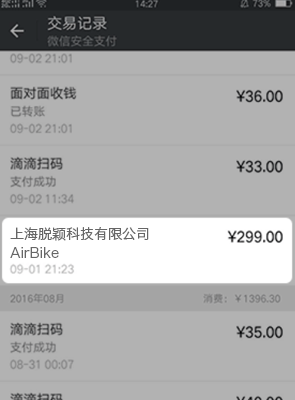 14:27
73%
交易记录
微信安全支付
09-02 21:01
面对面收钱
¥36.00
已转账
09-02 21:01
滴滴扫码
¥33.00
支付成功
09-02 11:34
上海脱颖科技有限公司
¥299.00
AirBike
09-01 21:23
2016年08月
消费：￥1396.30
滴滴扫码
¥35.00
支付成功
08-31 00:07
滴滴扫码